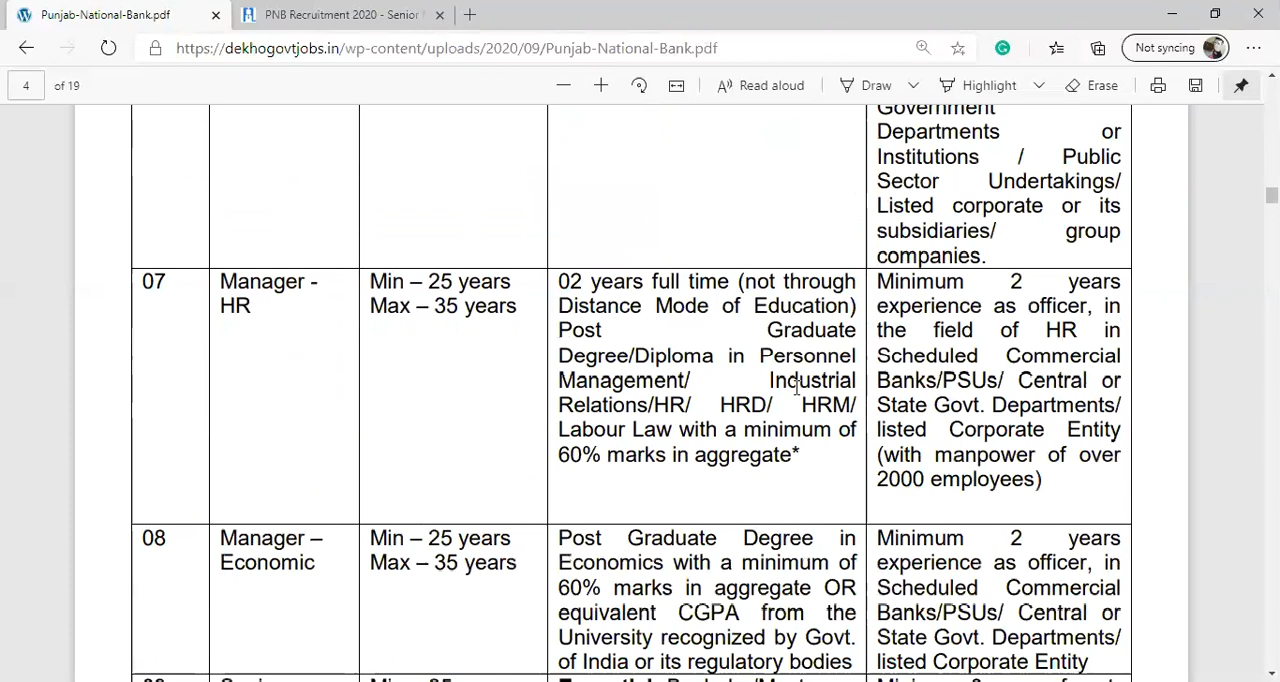 Punjab-National-Bank.pdf
PNB Recruitment 2020 - Senior
https://dekhogovtjobs.in/wp-content/uploads/2020/09/Punjab-National-Bank.pdf
Not syncing
4 of 19
Read aloud
Draw
Highlight
Erase
Government
Departments or
Institutions / Public
Sector Undertakings/
Listed corporate or its
subsidiaries/ group
companies.
07
Manager -
HR
Min – 25 years
Max – 35 years
02 years full time (not through
Distance Mode of Education)
Post Graduate
Degree/Diploma in Personnel
Management/ Industrial
Relations/HR/ HRD/ HRM/
Labour Law with a minimum of
60% marks in aggregate*
Minimum 2 years
experience as officer, in
the field of HR in
Scheduled Commercial
Banks/PSUs/ Central or
State Govt. Departments/
listed Corporate Entity
(with manpower of over
2000 employees)
08
Manager –
Economic
Min – 25 years
Max – 35 years
Post Graduate Degree in
Economics with a minimum of
60% marks in aggregate OR
equivalent CGPA from the
University recognized by Govt.
of India or its regulatory bodies
Minimum 2 years
experience as officer, in
Scheduled Commercial
Banks/PSUs/ Central or
State Govt. Departments/
listed Corporate Entity